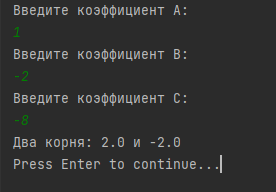 Введите коэффициент А:
1
Введите коэффициент В:
-2
Введите коэффициент С:
-8
Два корня: 2.0 и -2.0
Press Enter to continue...